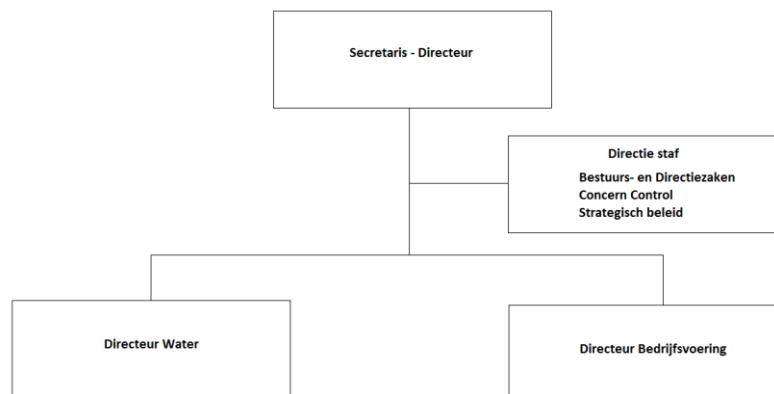 Secretaris - Directeur
Directie staf
Bestuurs- en Directiezaken
Concern Control
Strategisch beleid
Directeur Water
Directeur Bedrijfsvoering